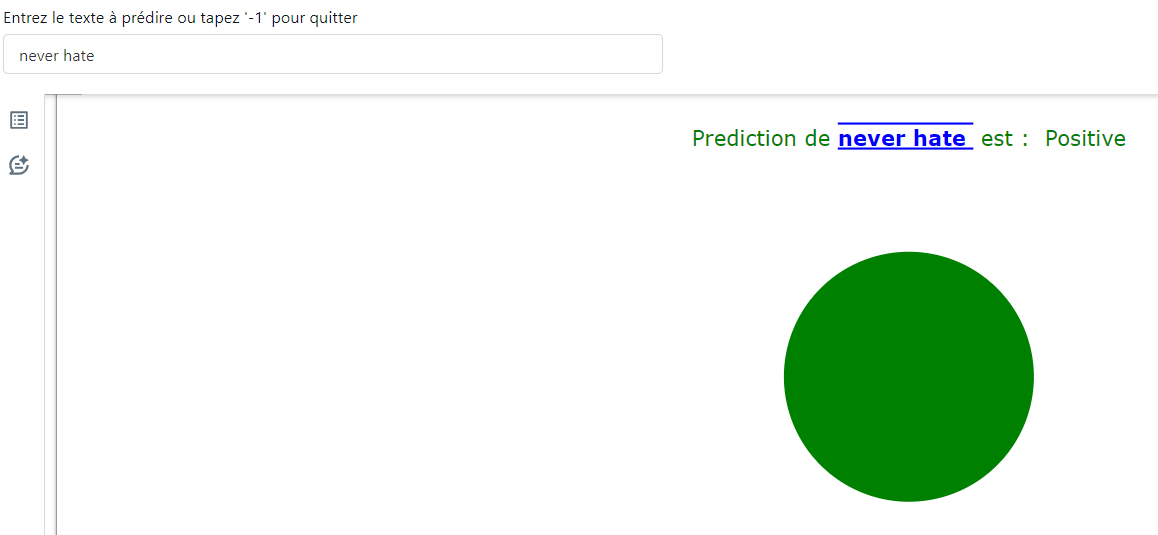 Entrez le texte à prédire ou tapez '-1' pour quitter
never hate
Prediction de never hate est : Positive